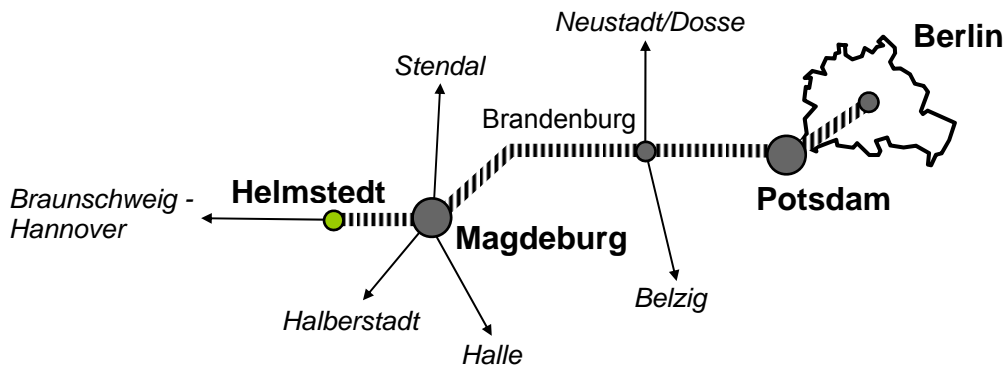 Neustadt/Dosse
Berlin
Stendal
Brandenburg
Helmstedt
Braunschweig -
Hannover
Potsdam
Magdeburg
Belzig
Halberstadt
Halle